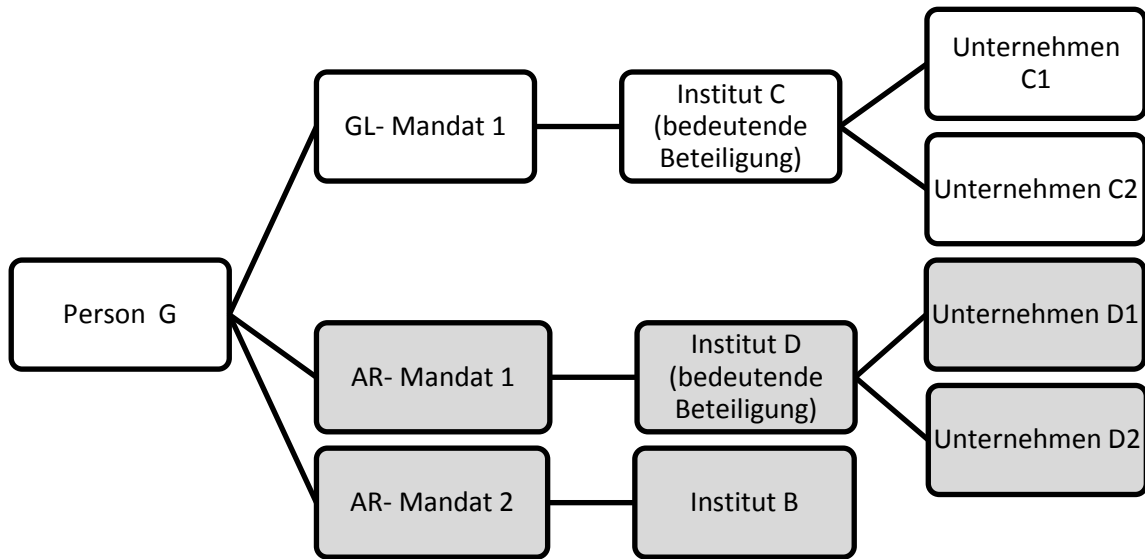 Person G
GL- Mandat 1
Institut C
(bedeutende
Beteiligung)
Unternehmen
C1
Unternehmen C2
AR- Mandat 1
Institut D
(bedeutende
Beteiligung)
Unternehmen D1
Unternehmen D2
AR- Mandat 2
Institut B